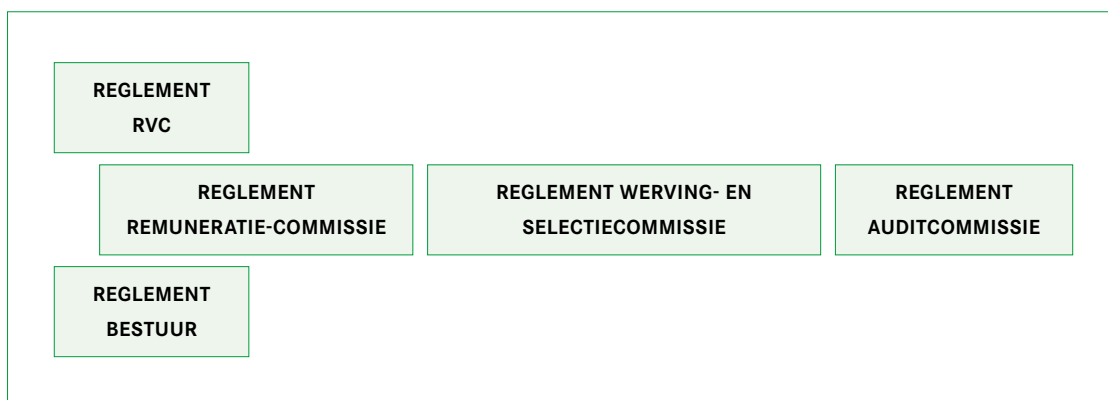 REGLEMENT
RVC
REGLEMENT
REMUNERATIE-COMMISSIE
REGLEMENT WERVING- EN
SELECTIECOMMISSIE
REGLEMENT
AUDITCOMMISSIE
REGLEMENT
BESTUUR